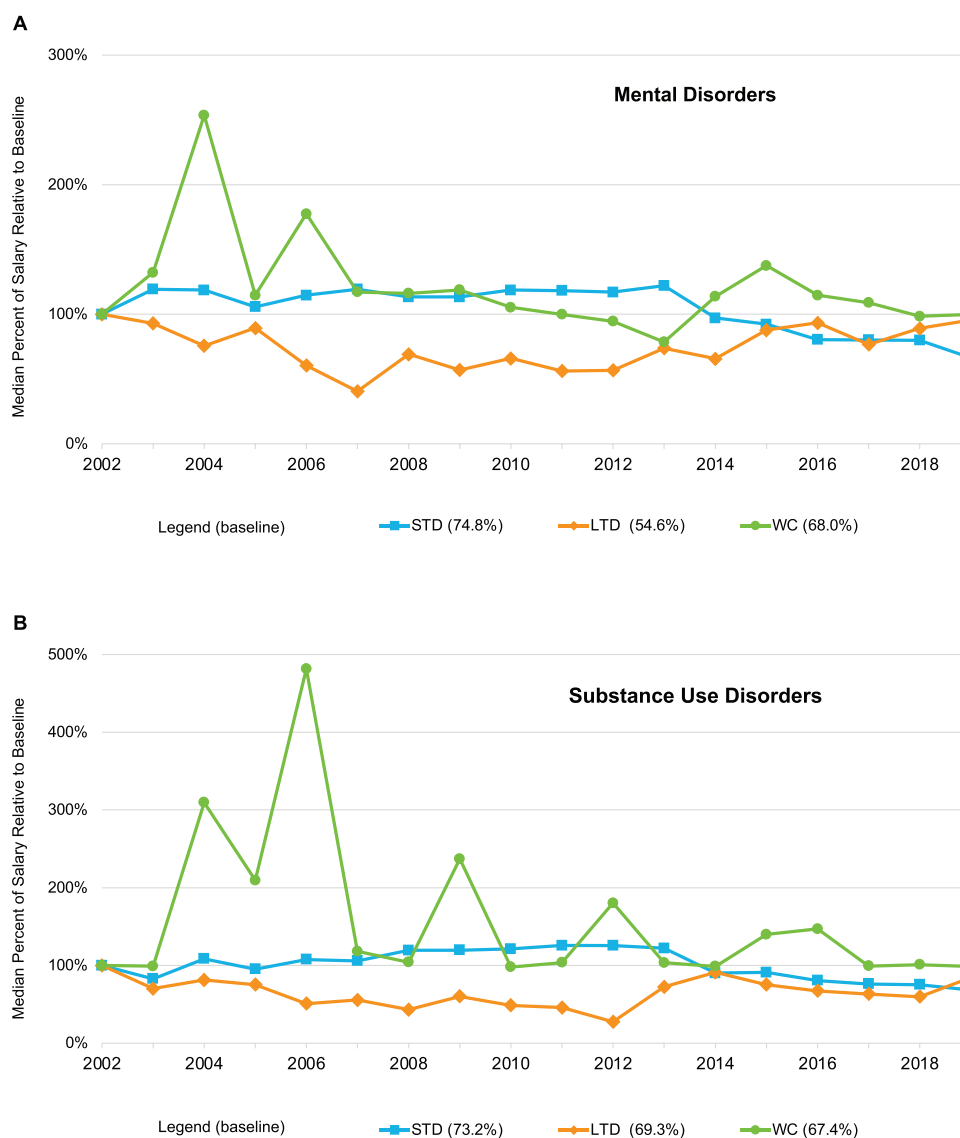 A
300%
Mental Disorders
200%
100%
0%
Median Percent of Salary Relative to Baseline
2002 2004 2006 2008 2010 2012 2014 2016 2018
Legend (baseline) STD (74.8%) LTD (54.6%) WC (68.0%)
B
500%
Substance Use Disorders
400%
300%
200%
100%
0%
Median Percent of Salary Relative to Baseline
2002 2004 2006 2008 2010 2012 2014 2016 2018
Legend (baseline) STD (73.2%) LTD (69.3%) WC (67.4%)